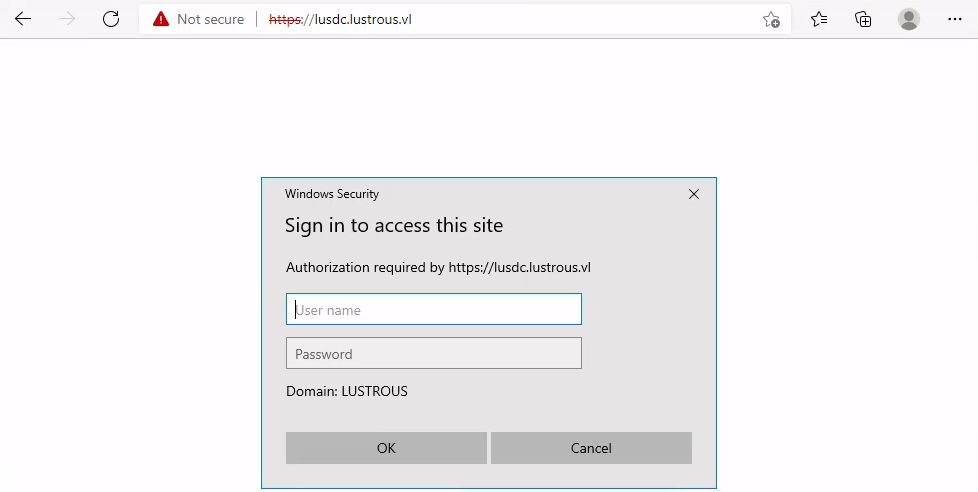 Not secure | https://lusdc.lustrous.vl
Windows Security
Sign in to access this site
Authorization required by https://lusdc.lustrous.vl
User name
Password
Domain: LUSTROUS
OK Cancel